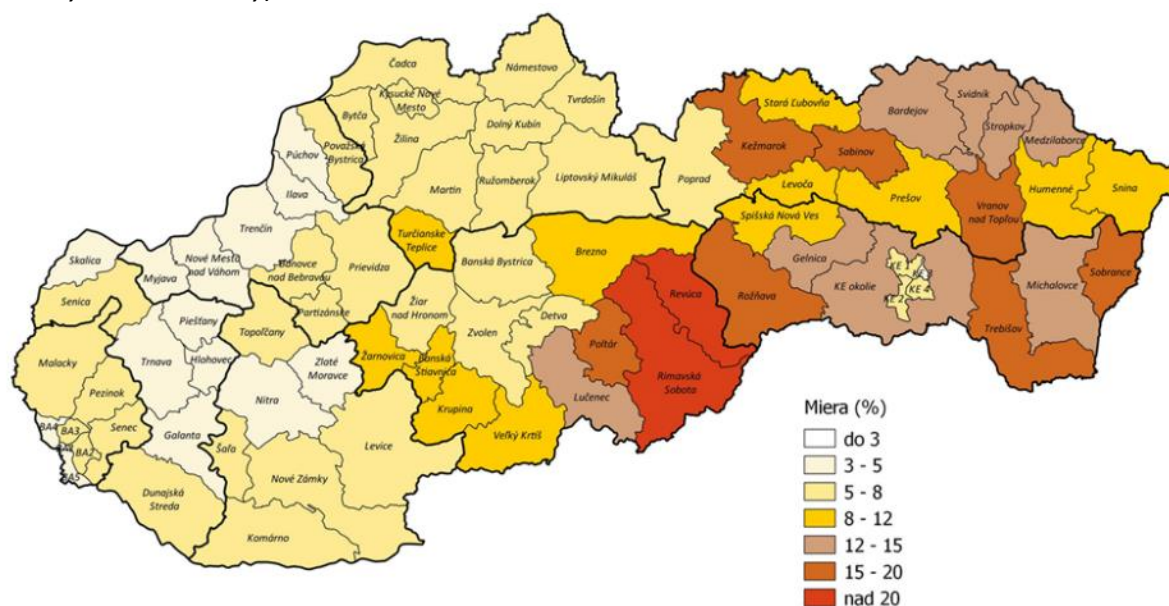 Čadca
Námestovo
Kysucké Nové
Mesto
Tvrdošín
Bytča
Dolný Kubín
Žilina
Považská
Bystrica
Púchov
Ilava
Martin
Ružomberok
Liptovský Mikuláš
Poprad
Kežmarok
Stará Ľubovňa
Sabinov
Bardejov
Svidník
Stropkov
Medzilaborce
Levoča
Prešov
Vranov
nad Topľou
Humenné
Snina
Trenčín
Turčianske
Teplice
Spišská Nová Ves
Brezno
Gelnica
KE 1
KE 3
KE 4
KE 2
KE okolie
Michalovce
Sobrance
Skalica
Myjava
Nové Mesto
nad Váhom
Bánovce
nad Bebravou
Prievidza
Banská Bystrica
Revúca
Rožňava
Trebišov
Senica
Piešťany
Topoľčany
Partizánske
Žiar
nad Hronom
Detva
Zvolen
Poltár
Rimavská
Sobota
Malacky
Trnava
Hlohovec
Zlaté
Moravce
Žarnovica
Banská
Štiavnica
Lučenec
Pezinok
Nitra
Krupina
Veľký Krtíš
Senec
BA4
BA3
BA2
BA5
Galanta
Šaľa
Levice
Nové Zámky
Dunajská
Streda
Komárno
Miera (%)
do 3
3 - 5
5 - 8
8 - 12
12 - 15
15 - 20
nad 20